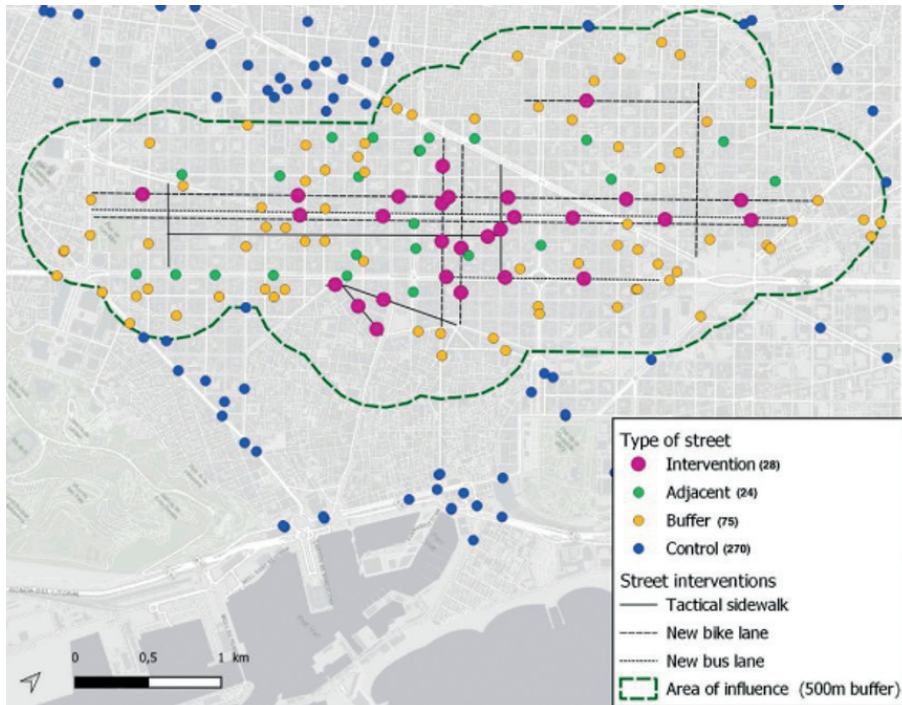 Type of street
Intervention (28)
Adjacent (24)
Buffer (75)
Control (270)
Street interventions
Tactical sidewalk
New bike lane
New bus lane
Area of influence (500m buffer)
0 0,5 1 km